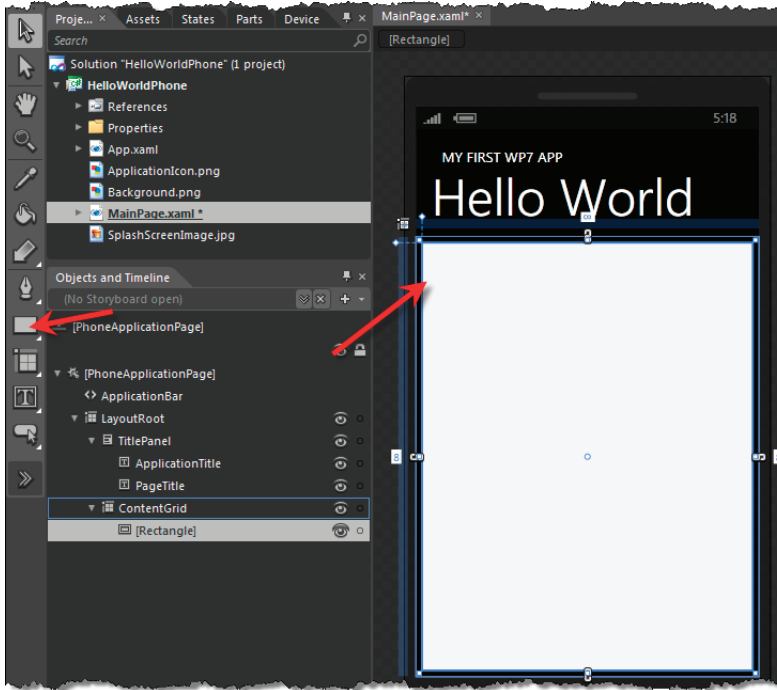 Proje... × Assets States Parts Device ×
Search
Solution "HelloWorldPhone" (1 project)
HelloWorldPhone
References
Properties
App.xaml
ApplicationIcon.png
Background.png
MainPage.xaml *
SplashScreenImage.jpg
Objects and Timeline ×
(No Storyboard open)
[PhoneApplicationPage]
[PhoneApplicationPage]
ApplicationBar
LayoutRoot
TitlePanel
T ApplicationTitle
T PageTitle
ContentGrid
[Rectangle]
T
MainPage.xaml* ×
[Rectangle]
5:18
MY FIRST WP7 APP
Hello World
8
8